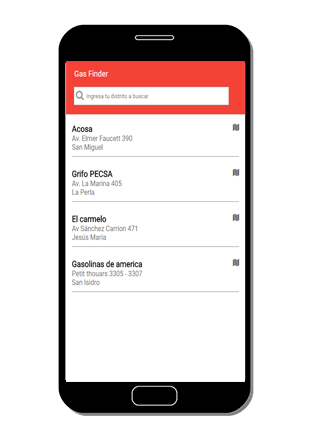 Gas Finder
Ingresa tu distrito a buscar
Acosa
Av. Elmer Faucett 390
San Miguel
Grifo PECSA
Av. La Marina 405
La Perla
El carmelo
Av Sánchez Carrion 471
Jesús María
Gasolinas de america
Petit thouars 3305 - 3307
San Isidro